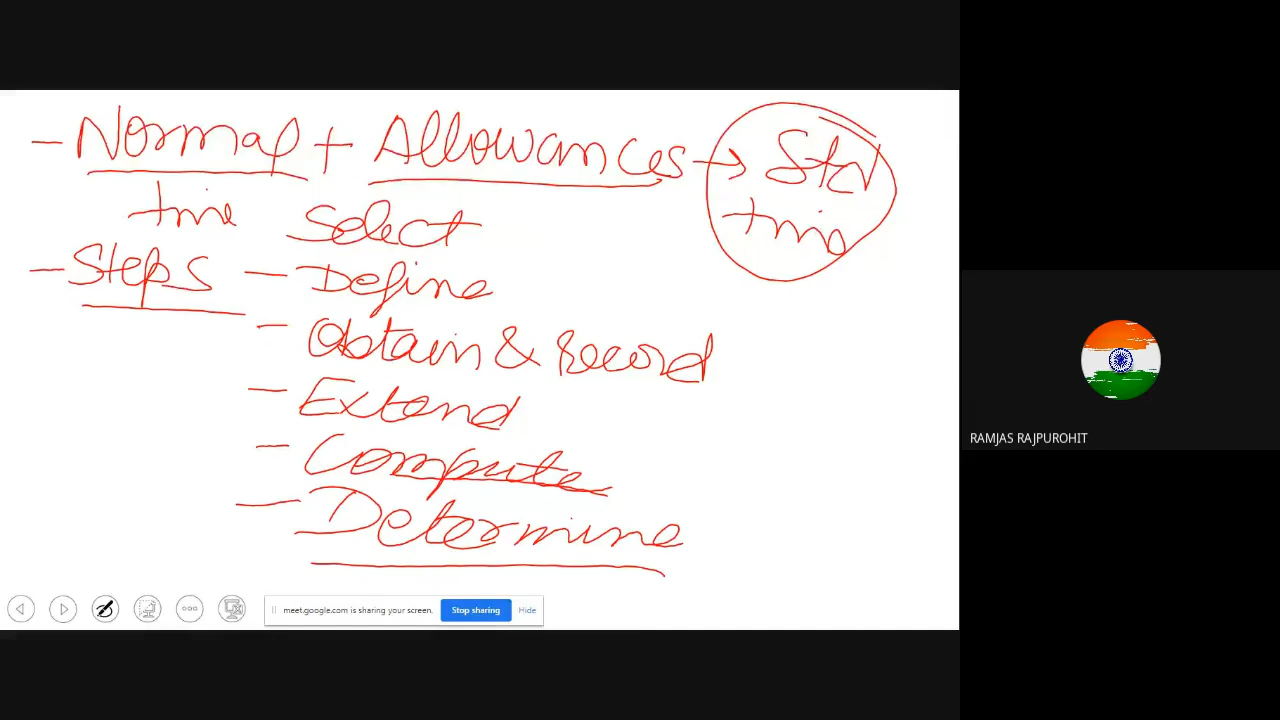 - Normal + Allowances → Std
time
time
Select
- Steps - Define
- Obtain & Record
- Extend
- Compute
- Determine
RAMJAS RAJPUROHIT
meet.google.com is sharing your screen. Stop sharing Hide